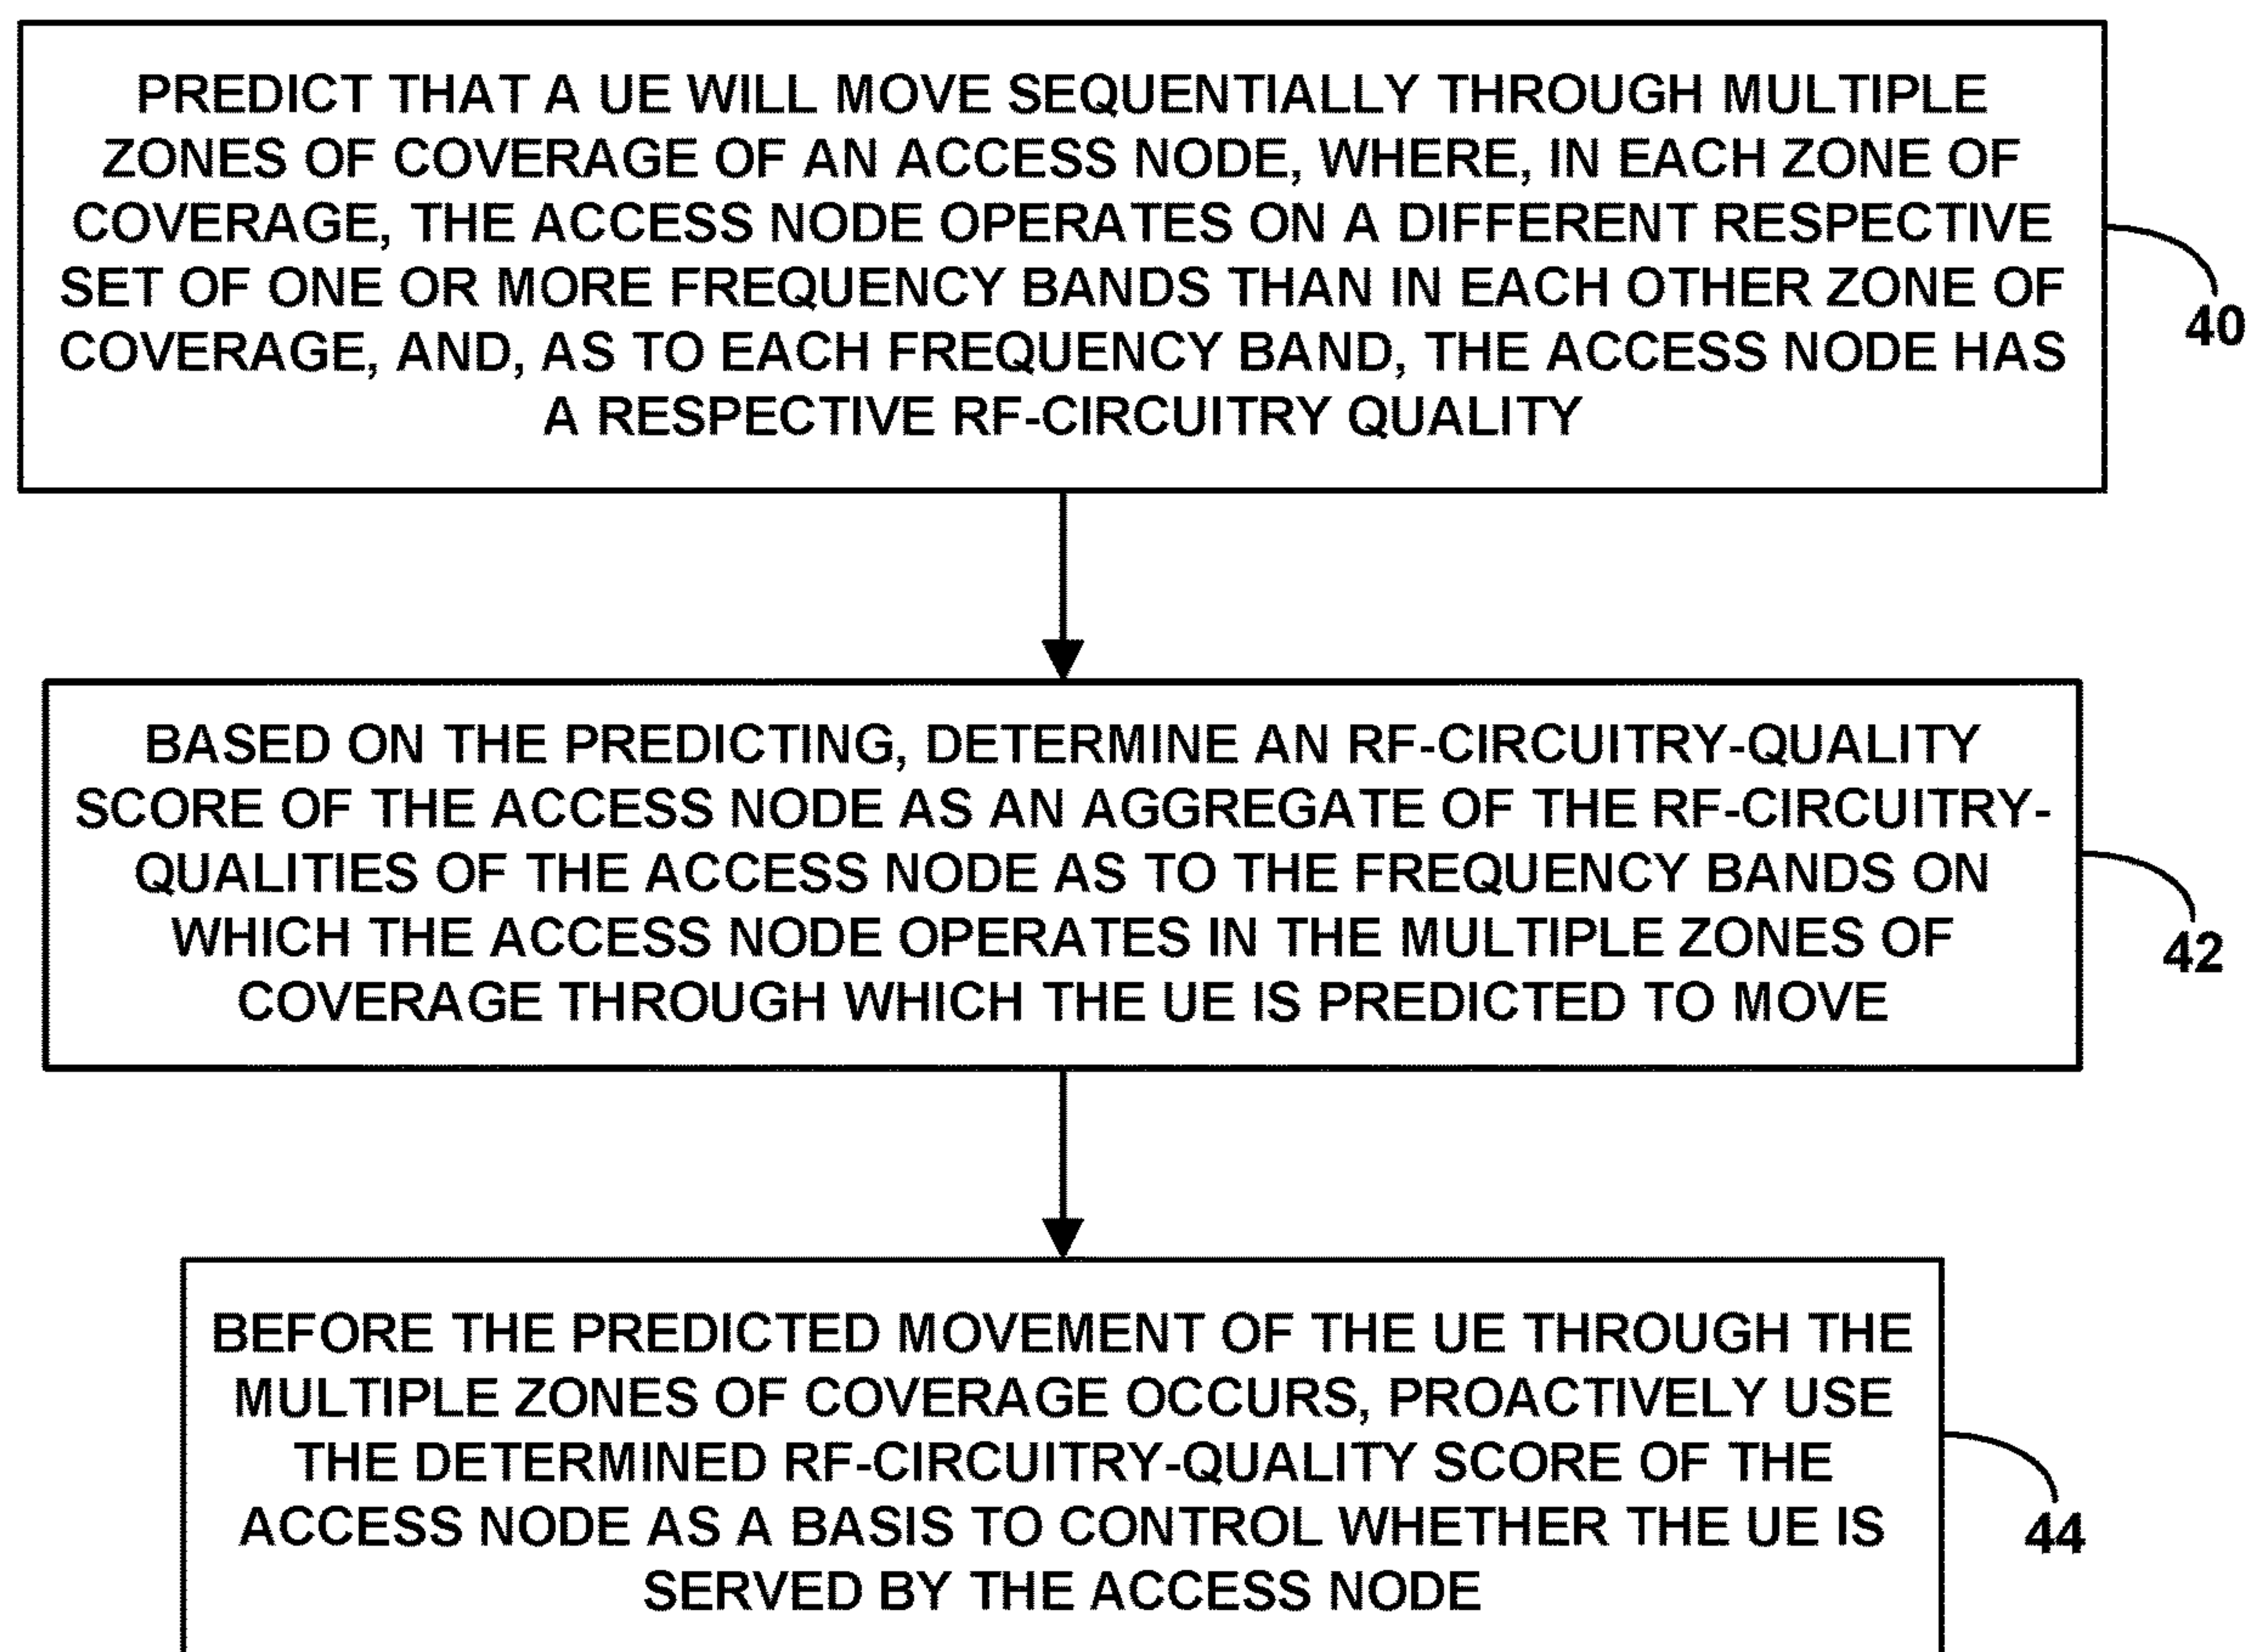 PREDICT THAT A UE WILL MOVE SEQUENTIALLY THROUGH MULTIPLE
ZONES OF COVERAGE OF AN ACCESS NODE, WHERE, IN EACH ZONE OF
COVERAGE, THE ACCESS NODE OPERATES ON A DIFFERENT RESPECTIVE
SET OF ONE OR MORE FREQUENCY BANDS THAN IN EACH OTHER ZONE OF
COVERAGE, AND, AS TO EACH FREQUENCY BAND, THE ACCESS NODE HAS
A RESPECTIVE RF-CIRCUITRY QUALITY
40
BASED ON THE PREDICTING, DETERMINE AN RF-CIRCUITRY-QUALITY
SCORE OF THE ACCESS NODE AS AN AGGREGATE OF THE RF-CIRCUITRY-
QUALITIES OF THE ACCESS NODE AS TO THE FREQUENCY BANDS ON
WHICH THE ACCESS NODE OPERATES IN THE MULTIPLE ZONES OF
COVERAGE THROUGH WHICH THE UE IS PREDICTED TO MOVE
42
BEFORE THE PREDICTED MOVEMENT OF THE UE THROUGH THE
MULTIPLE ZONES OF COVERAGE OCCURS, PROACTIVELY USE
THE DETERMINED RF-CIRCUITRY-QUALITY SCORE OF THE
ACCESS NODE AS A BASIS TO CONTROL WHETHER THE UE IS
SERVED BY THE ACCESS NODE
44